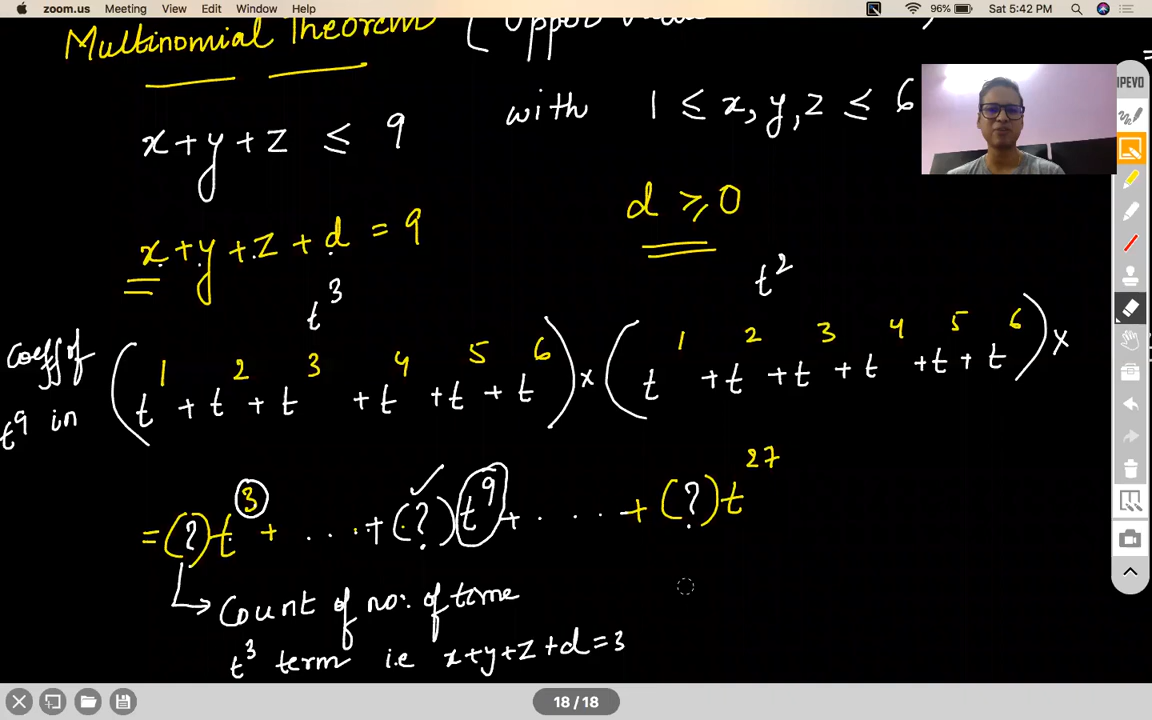 zoom.us Meeting View Edit Window Help 96% Sat 5:42 PM
Multinomial Theorem
IPEVO
x+y+z ≤ 9 with 1 ≤ x,y,z ≤ 6
x+y+z+d = 9 d ≥ 0
t³ t²
coeff of t⁹ in (t¹+t²+t³+t⁴+t⁵+t⁶)×(t¹+t²+t³+t⁴+t⁵+t⁶)×
=(?)t³+...+(?)t⁹+....+(?)t²⁷
Count of no: of time
t³ term i.e x+y+z+d=3
18 / 18